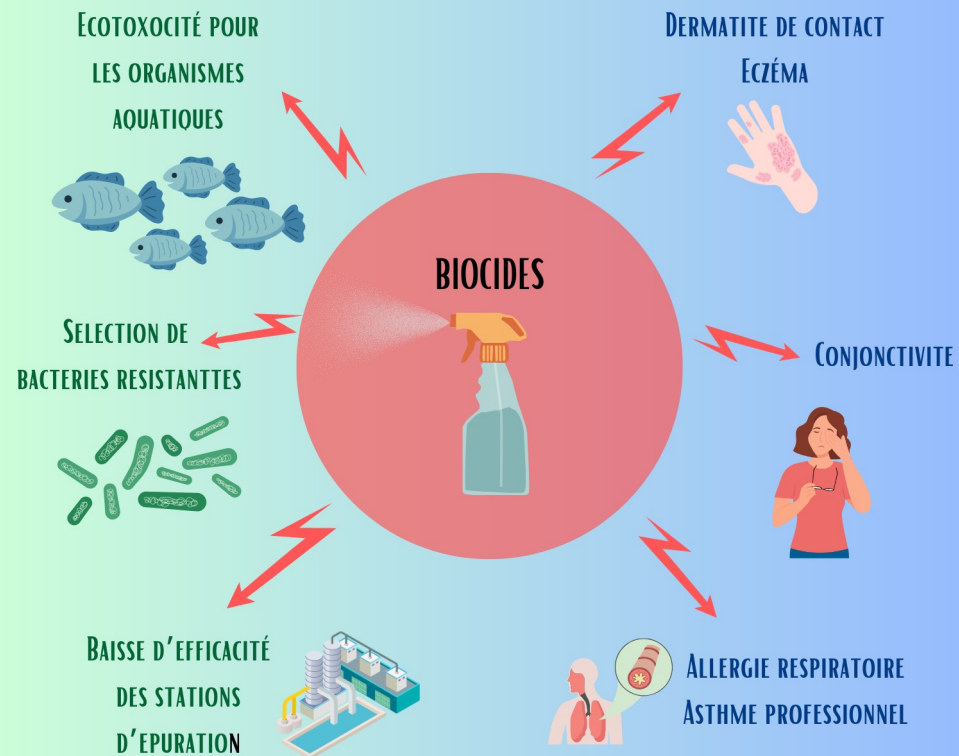 ECOTOXOCITÉ POUR
LES ORGANISMES
AQUATIQUES
DERMATITE DE CONTACT
ECZÉMA
BIOCIDES
SELECTION DE
BACTERIES RESISTANTTES
CONJONCTIVITE
BAISSE D'EFFICACITÉ
DES STATIONS
D'EPURATION
ALLERGIE RESPIRATOIRE
ASTHME PROFESSIONNEL